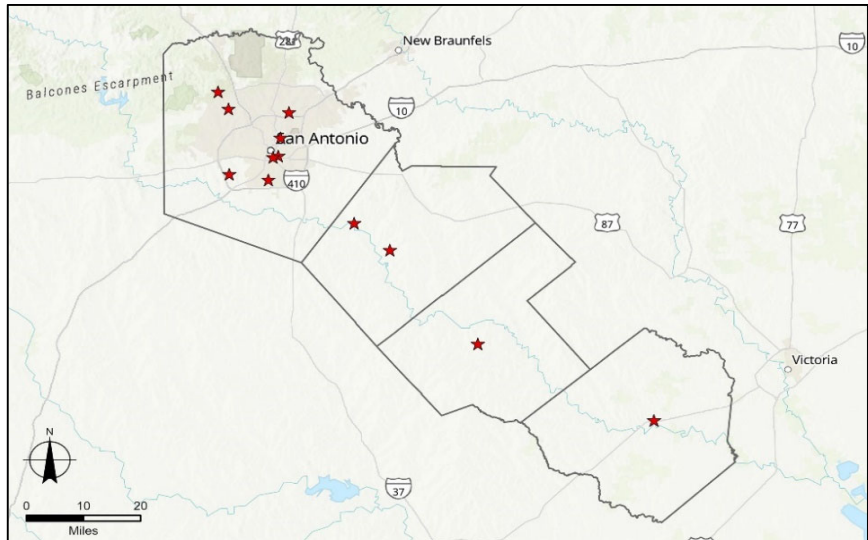 New Braunfels
10
Balcones Escarpment
10
San Antonio
410
87
77
Victoria
N
37
0 10 20
Miles